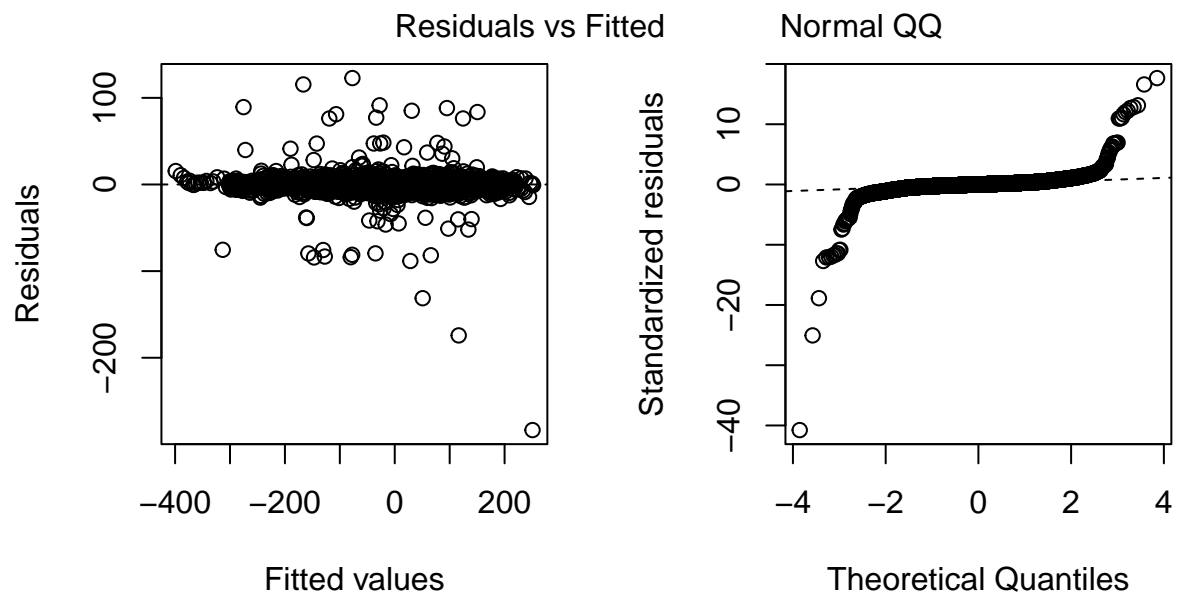 Residuals vs Fitted
Residuals
100
0
−200
−400 −200 0 200
Fitted values
Normal QQ
Standardized residuals
10
0
−20
−40
−4 −2 0 2 4
Theoretical Quantiles